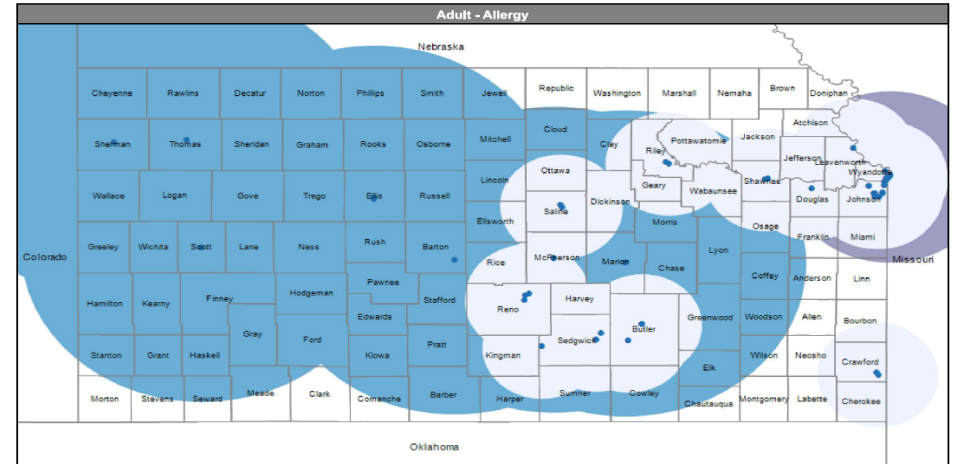 Adult - Allergy
Nebraska
Cheyenne Rawlins Decatur Norton Phillips Smith Jewell Republic Washington Marshall Nemaha Brown Doniphan
Sherman Thomas Sheridan Graham Rooks Osborne Mitchell Cloud Clay Riley Pottawatomie Jackson Atchison
Jefferson Leavenworth
Lincoln Ottawa Geary Wabaunsee Shawnee Wyandotte
Wallace Logan Gove Trego Ellis Russell Saline Dickinson Douglas Johnson
Ellsworth Morris Osage
Greeley Wichita Scott Lane Ness Rush Barton Rice McPherson Marion Chase Lyon Franklin Miami
Colorado Missouri
Hamilton Kearny Finney Hodgeman Pawnee Stafford Reno Harvey Coffey Anderson Linn
Edwards Sedgwick Butler Greenwood Woodson Allen Bourbon
Stanton Grant Haskell Gray Ford Kiowa Pratt Kingman Elk Wilson Neosho Crawford
Morton Stevens Seward Meade Clark Comanche Barber Harper Sumner Cowley Chautauqua Montgomery Labette Cherokee
Oklahoma